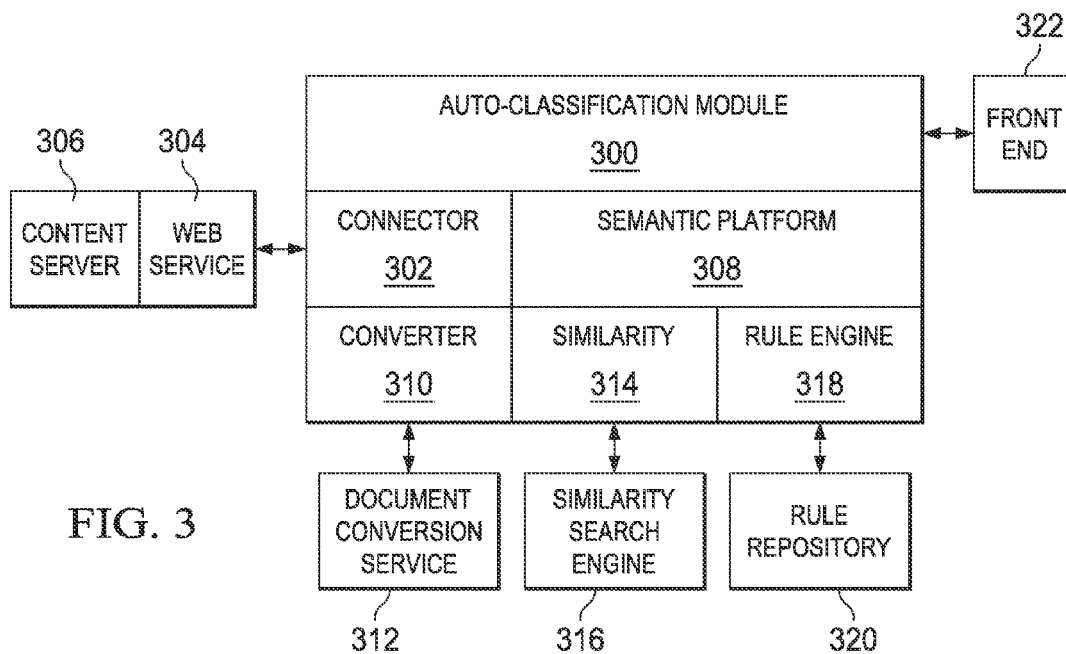 322
AUTO-CLASSIFICATION MODULE
300
FRONT
END
306
304
CONTENT
SERVER
WEB
SERVICE
CONNECTOR
302
SEMANTIC PLATFORM
308
CONVERTER
310
SIMILARITY
314
RULE ENGINE
318
FIG. 3
DOCUMENT
CONVERSION
SERVICE
SIMILARITY
SEARCH
ENGINE
RULE
REPOSITORY
312
316
320